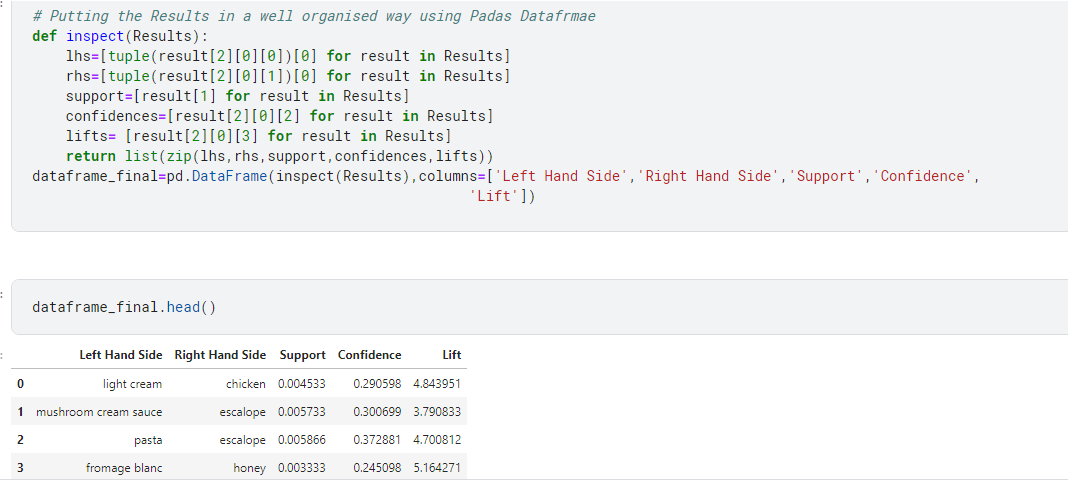 # Putting the Results in a well organised way using Padas Datafrmae
def inspect(Results):
    lhs=[tuple(result[2][0][0])[0] for result in Results]
    rhs=[tuple(result[2][0][1])[0] for result in Results]
    support=[result[1] for result in Results]
    confidences=[result[2][0][2] for result in Results]
    lifts= [result[2][0][3] for result in Results]
    return list(zip(lhs,rhs,support,confidences,lifts))
dataframe_final=pd.DataFrame(inspect(Results),columns=['Left Hand Side','Right Hand Side','Support','Confidence',
                                                    'Lift'])
dataframe_final.head()
Left Hand Side Right Hand Side Support Confidence Lift
0 light cream chicken 0.004533 0.290598 4.843951
1 mushroom cream sauce escalope 0.005733 0.300699 3.790833
2 pasta escalope 0.005866 0.372881 4.700812
3 fromage blanc honey 0.003333 0.245098 5.164271